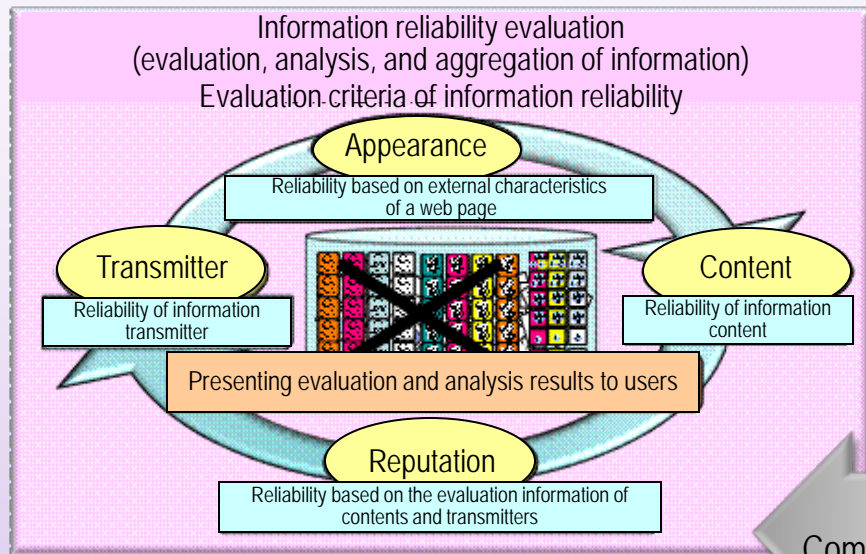 Information reliability evaluation
(evaluation, analysis, and aggregation of information)
Evaluation criteria of information reliability
Appearance
Reliability based on external characteristics
of a web page
Transmitter
Reliability of information
transmitter
Content
Reliability of information
content
Presenting evaluation and analysis results to users
Reputation
Reliability based on the evaluation information of
contents and transmitters
Com